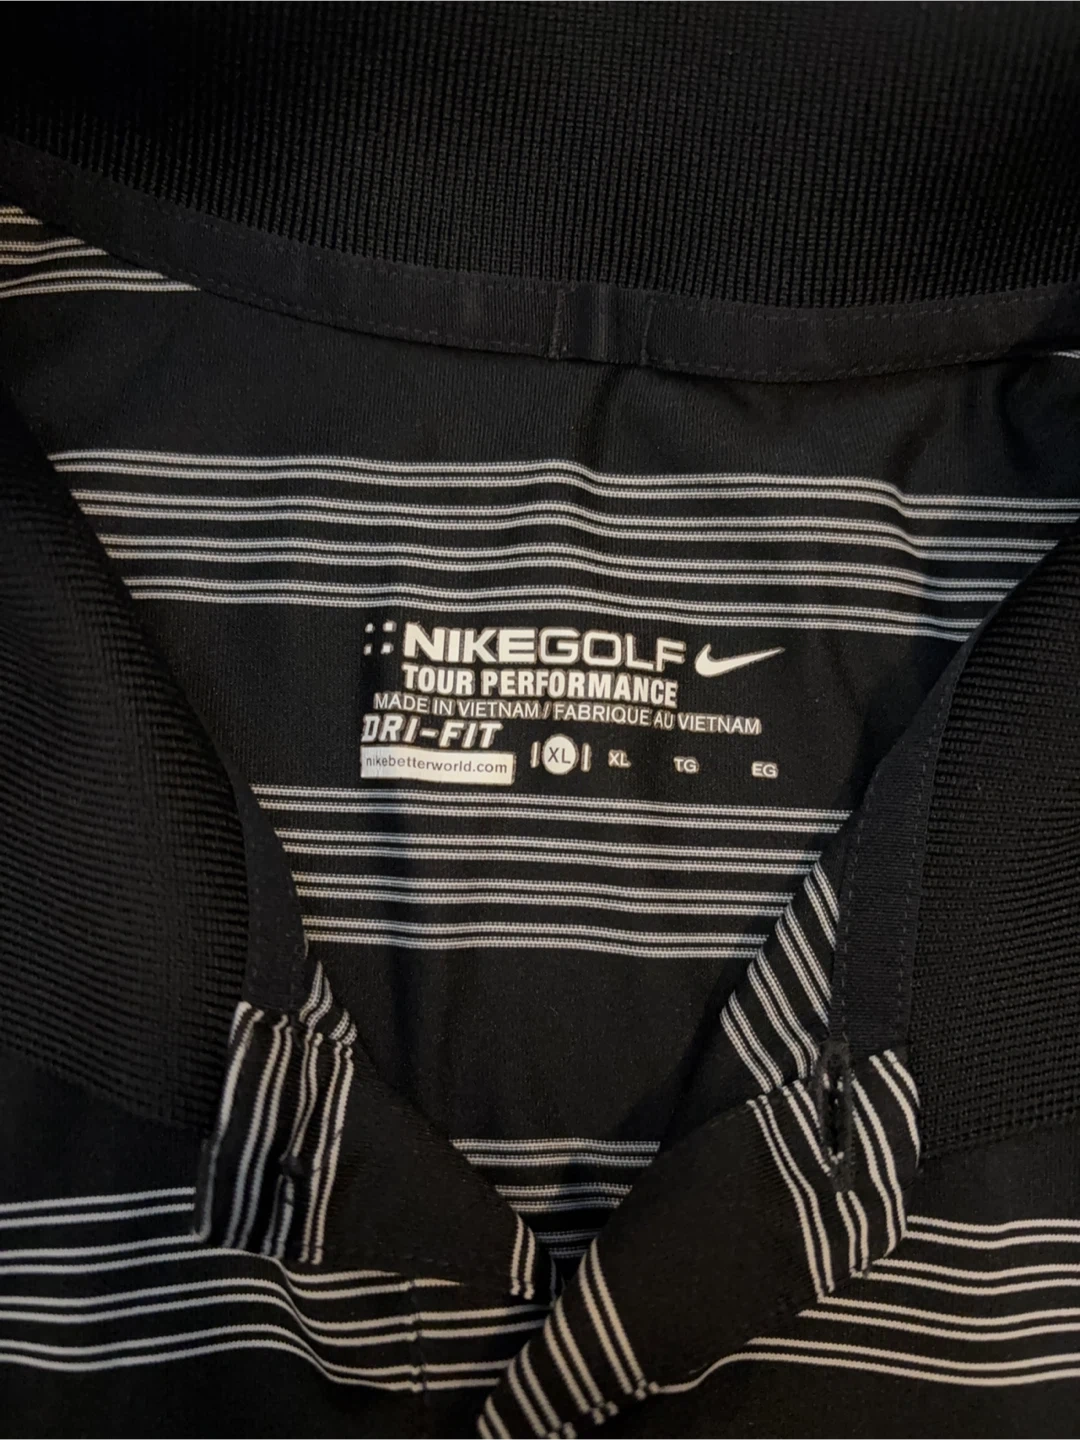 NIKEGOLF
TOUR PERFORMANCE
MADE IN VIETNAM / FABRIQUE AU VIETNAM
DRI-FIT
nikebetterworld.com
XL XL TG EG